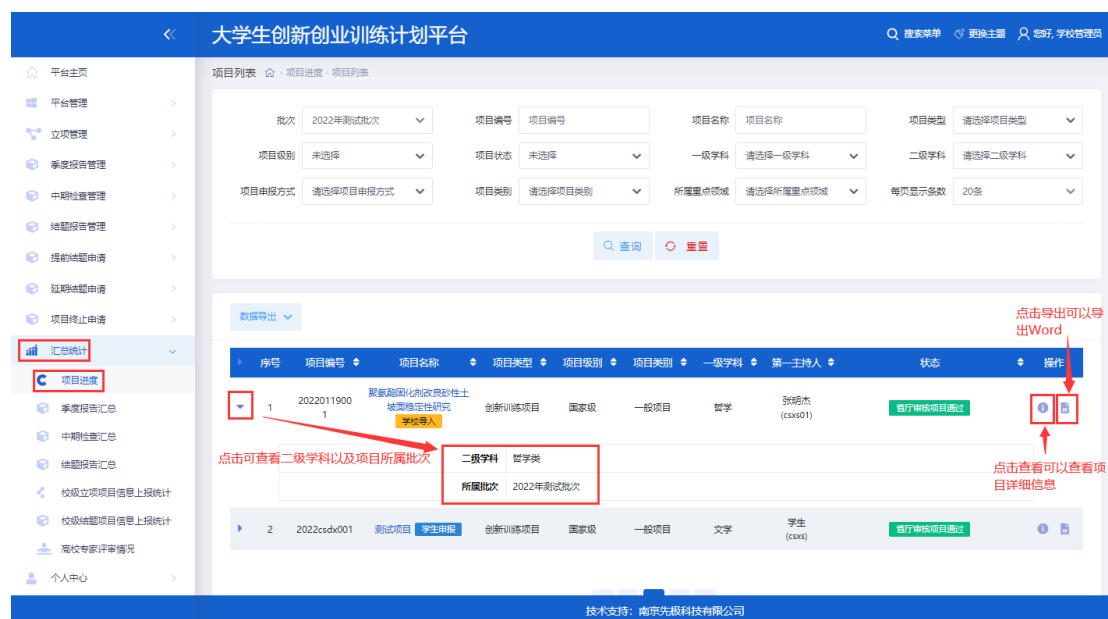 大学生创新创业训练计划平台
搜索菜单 更换主题 您好, 学校管理员
平台主页
平台管理
立项管理
季度报告管理
中期检查管理
结题报告管理
提前结题申请
延期结题申请
项目终止申请
汇总统计
项目进度
季度报告汇总
中期检查汇总
结题报告汇总
校级立项项目信息上报统计
校级结题项目信息上报统计
高校专家评审情况
个人中心
项目列表 项目进度 项目列表
批次 2022年测试批次 项目编号 项目编号 项目名称 项目名称 项目类型 请选择项目类型
项目级别 未选择 项目状态 未选择 一级学科 请选择一级学科 二级学科 请选择二级学科
项目申报方式 请选择项目申报方式 项目类别 请选择项目类别 所属重点领域 请选择所属重点领域 每页显示条数 20条
查询 重置
数据导出
点击导出可以导
出Word
序号 项目编号 项目名称 项目类型 项目级别 项目类别 一级学科 第一主持人 状态 操作
1 2022011900
1
聚氨酯固化剂改良砂性土
坡面稳定性研究
学校导入
创新训练项目 国家级 一般项目 哲学 张明杰
(csxs01)
省厅审核项目通过
点击可查看二级学科以及项目所属批次
二级学科 哲学类
所属批次 2022年测试批次
点击查看可以查看项
目详细信息
2 2022csdx001 测试项目 学生申报 创新训练项目 国家级 一般项目 文学 学生
(csxs)
省厅审核项目通过
技术支持：南京先极科技有限公司